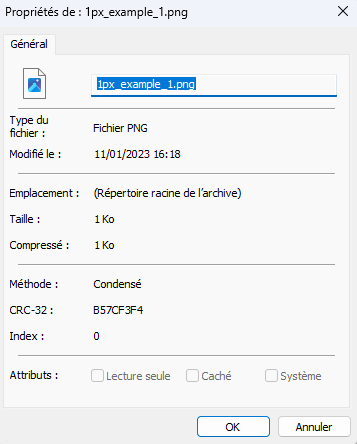 Propriétés de : 1px_example_1.png
Général
1px_example_1.png
Type du
fichier :
Fichier PNG
Modifié le :
11/01/2023 16:18
Emplacement :
(Répertoire racine de l'archive)
Taille :
1 Ko
Compressé :
1 Ko
Méthode :
Condensé
CRC-32 :
B57CF3F4
Index :
0
Attributs :
Lecture seule
Caché
Système
OK
Annuler